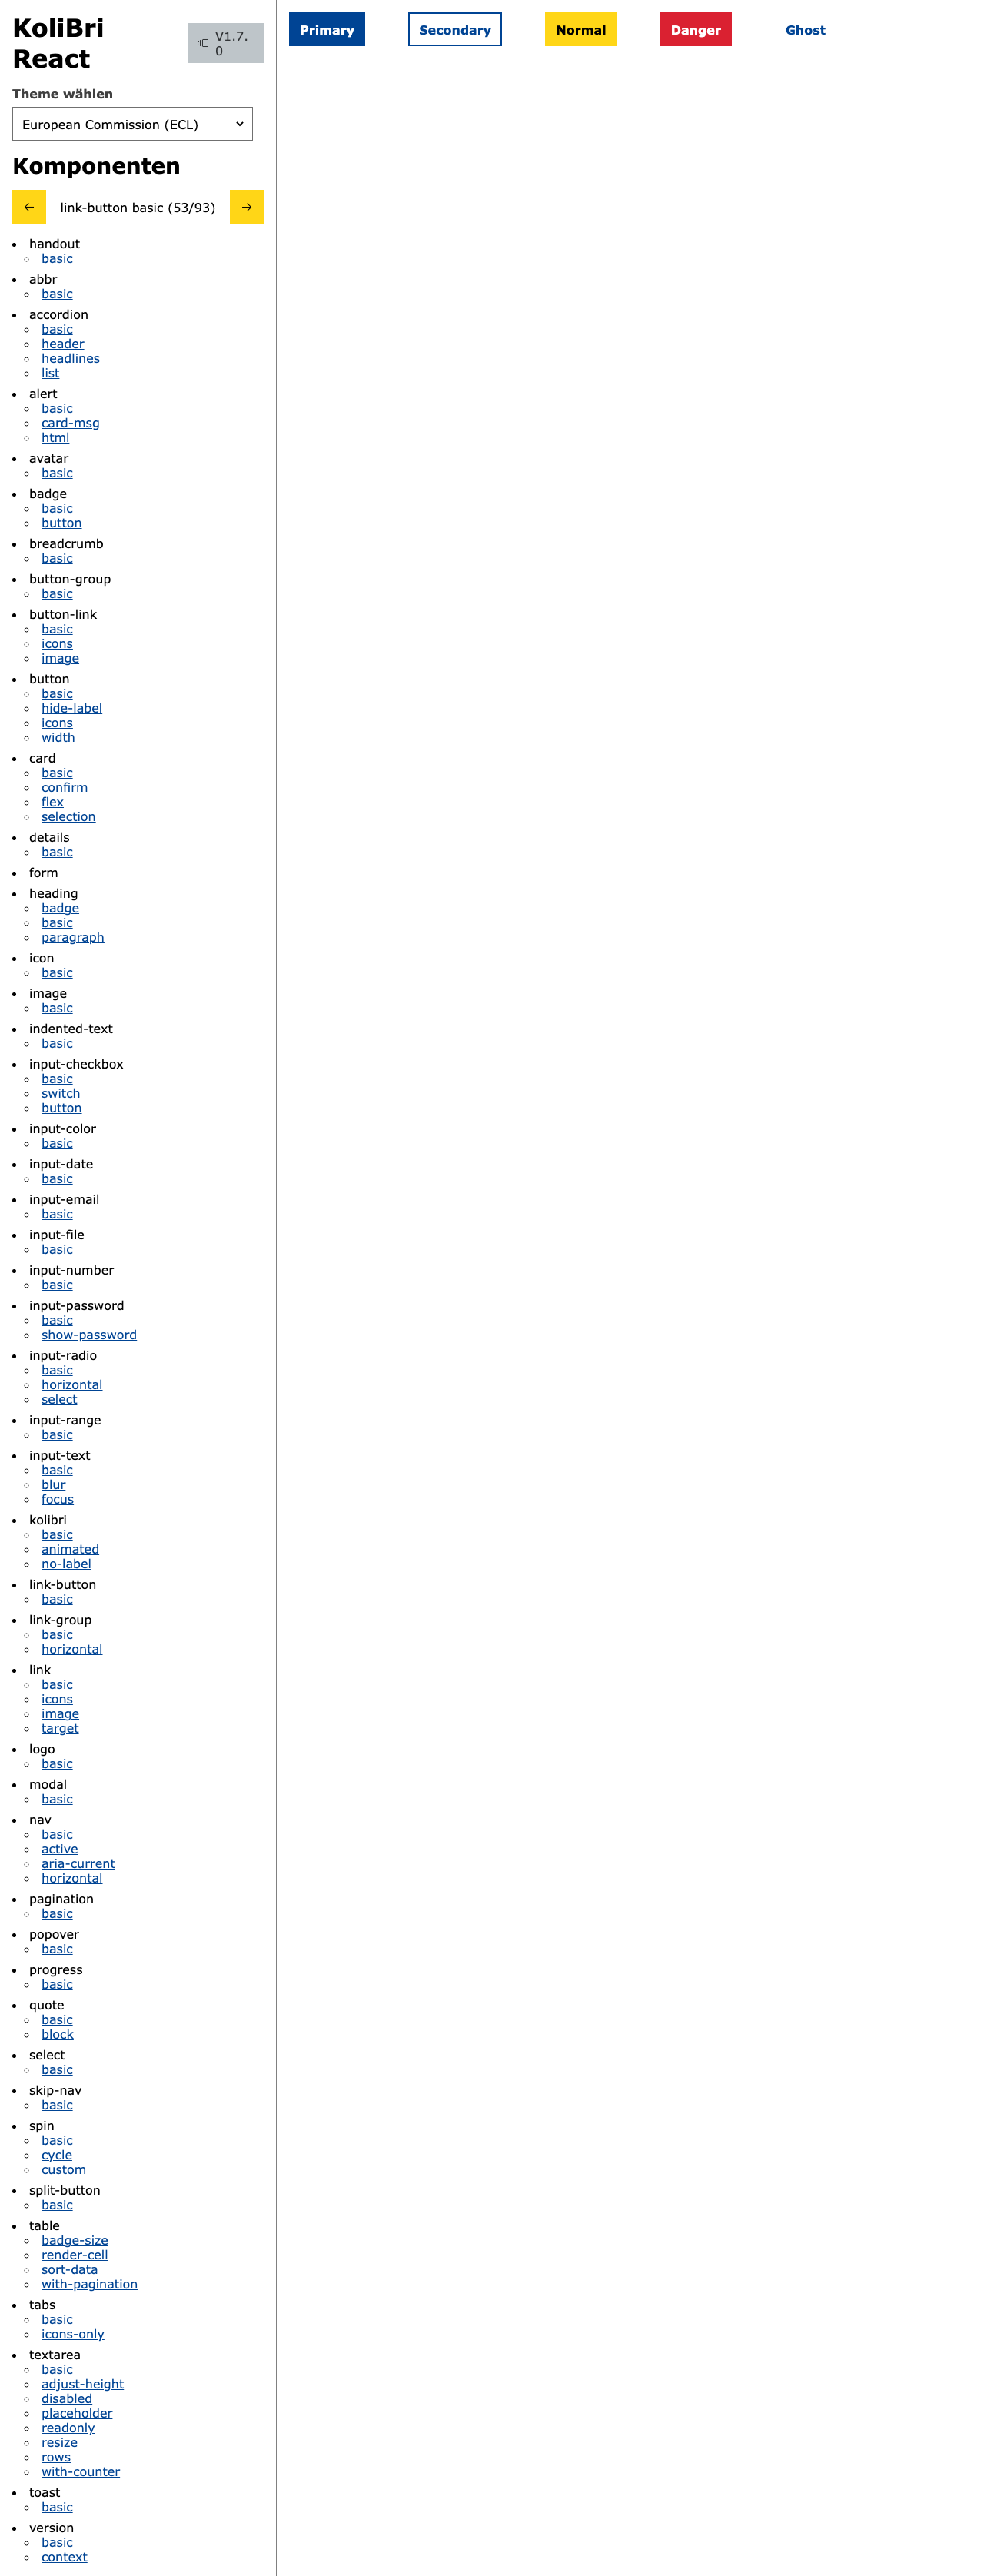 KoliBri
React
V1.7.
0
Theme wählen
European Commission (ECL)
Komponenten
link-button basic (53/93)
handout
basic
abbr
basic
accordion
basic
header
headlines
list
alert
basic
card-msg
html
avatar
basic
badge
basic
button
breadcrumb
basic
button-group
basic
button-link
basic
icons
image
button
basic
hide-label
icons
width
card
basic
confirm
flex
selection
details
basic
form
heading
badge
basic
paragraph
icon
basic
image
basic
indented-text
basic
input-checkbox
basic
switch
button
input-color
basic
input-date
basic
input-email
basic
input-file
basic
input-number
basic
input-password
basic
show-password
input-radio
basic
horizontal
select
input-range
basic
input-text
basic
blur
focus
kolibri
basic
animated
no-label
link-button
basic
link-group
basic
horizontal
link
basic
icons
image
target
logo
basic
modal
basic
nav
basic
active
aria-current
horizontal
pagination
basic
popover
basic
progress
basic
quote
basic
block
select
basic
skip-nav
basic
spin
basic
cycle
custom
split-button
basic
table
badge-size
render-cell
sort-data
with-pagination
tabs
basic
icons-only
textarea
basic
adjust-height
disabled
placeholder
readonly
resize
rows
with-counter
toast
basic
version
basic
context
Primary
Secondary
Normal
Danger
Ghost